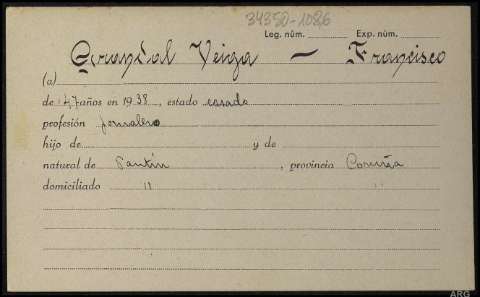 34350-1086
Leg. núm. Exp. núm.
Grandal Veiga — Francisco
(a)
de 47 años en 1938, estado casado
profesión Jornalero
hijo de y de
natural de Pantín, provincia Coruña
domiciliado " "
ARG